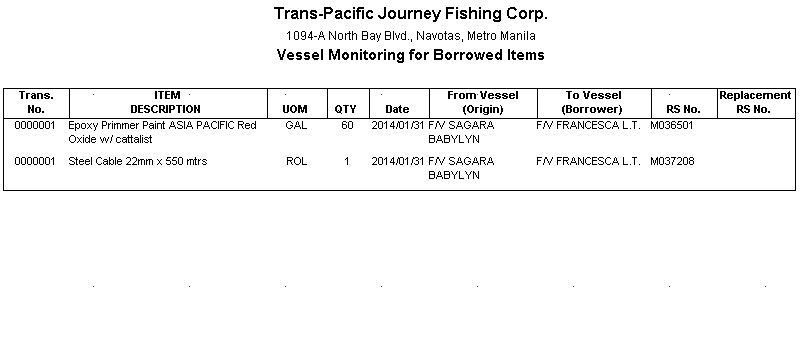 Trans-Pacific Journey Fishing Corp.
1094-A North Bay Blvd., Navotas, Metro Manila
Vessel Monitoring for Borrowed Items
Trans. ITEM From Vessel To Vessel Replacement
No. DESCRIPTION UOM QTY Date (Origin) (Borrower) RS No. RS No.
0000001 Epoxy Primmer Paint ASIA PACIFIC Red GAL 60 2014/01/31 F/V SAGARA F/V FRANCESCA L.T. M036501
Oxide w/ cattalist BABYLYN
0000001 Steel Cable 22mm x 550 mtrs ROL 1 2014/01/31 F/V SAGARA F/V FRANCESCA L.T. M037208
BABYLYN